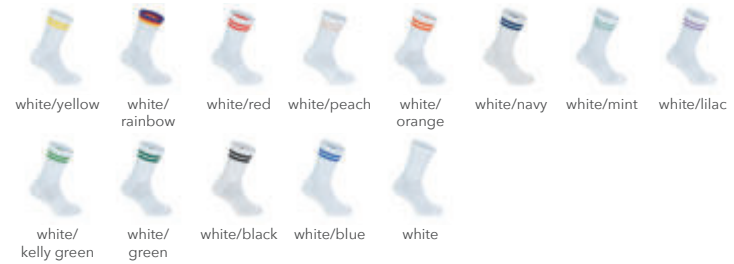 white/yellow
white/
rainbow
white/red
white/peach
white/
orange
white/navy
white/mint
white/lilac
white/
kelly green
white/
green
white/black
white/blue
white